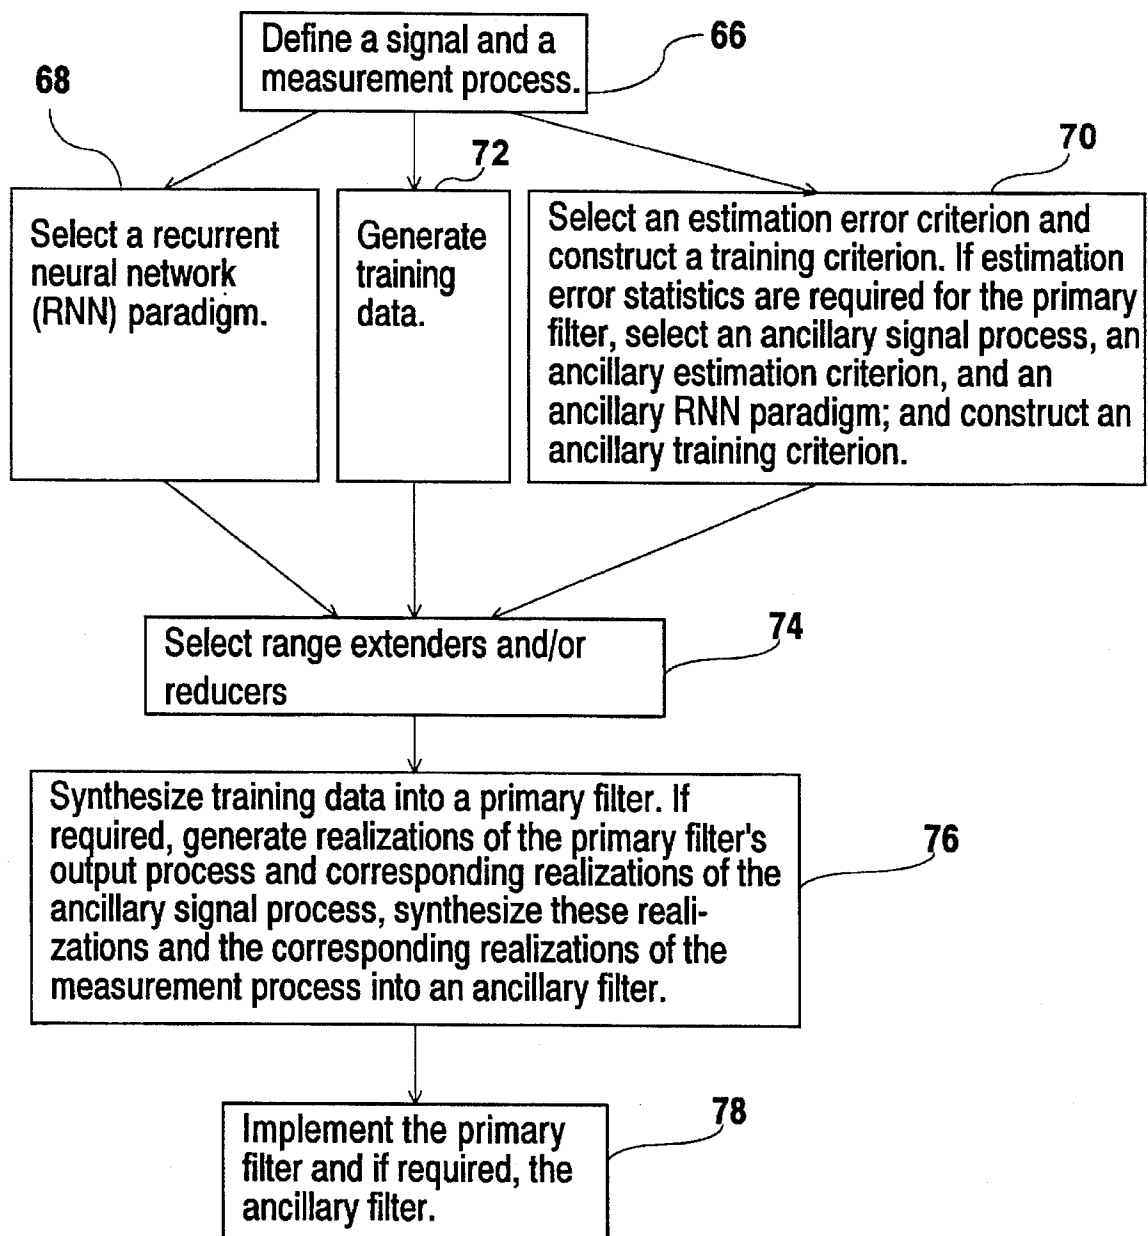 Define a signal and a
measurement process.
66
68
72
70
Select a recurrent
neural network
(RNN) paradigm.
Generate
training
data.
Select an estimation error criterion and
construct a training criterion. If estimation
error statistics are required for the primary
filter, select an ancillary signal process, an
ancillary estimation criterion, and an
ancillary RNN paradigm; and construct an
ancillary training criterion.
Select range extenders and/or
reducers
74
Synthesize training data into a primary filter. If
required, generate realizations of the primary filter's
output process and corresponding realizations of the
ancillary signal process, synthesize these reali-
zations and the corresponding realizations of the
measurement process into an ancillary filter.
76
Implement the primary
filter and if required, the
ancillary filter.
78